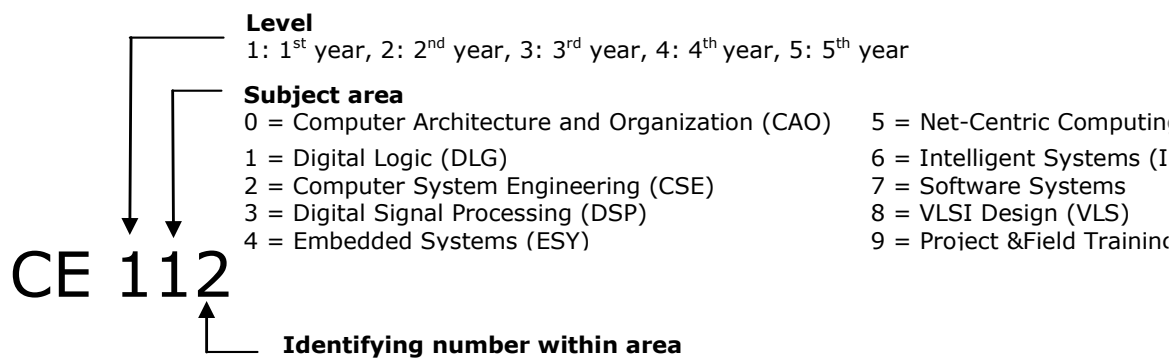 Level
1: 1st year, 2: 2nd year, 3: 3rd year, 4: 4th year, 5: 5th year
Subject area
0 = Computer Architecture and Organization (CAO) 5 = Net-Centric
1 = Digital Logic (DLG) 6 = Intelligent Systems
2 = Computer System Engineering (CSE) 7 = Software Systems
3 = Digital Signal Processing (DSP) 8 = VLSI Design (VLS)
4 = Embedded Systems (ESY) 9 = Project &Field Training
CE 112
Identifying number within area